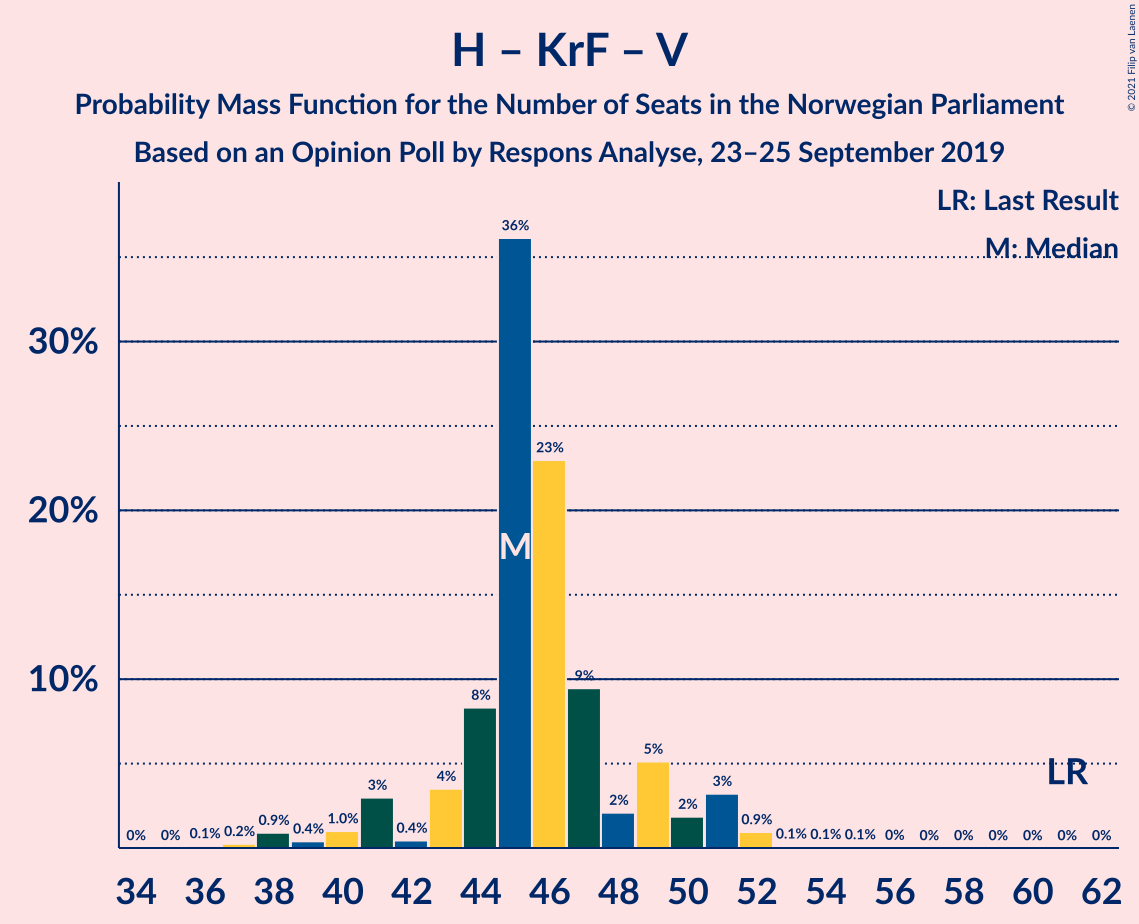 H – KrF – V
Probability Mass Function for the Number of Seats in the Norwegian Parliament
Based on an Opinion Poll by Respons Analyse, 23–25 September 2019
© 2021 Filip van Laenen
LR: Last Result
M: Median
30%
20%
10%
0% 0% 0.1% 0.2% 0.9% 0.4% 1.0% 3% 0.4% 4% 8% 36% 23% 9% 2% 5% 2% 3% 0.9% 0.1% 0.1% 0.1% 0% 0% 0% 0% 0% 0% 0%
M
LR
34 36 38 40 42 44 46 48 50 52 54 56 58 60 62